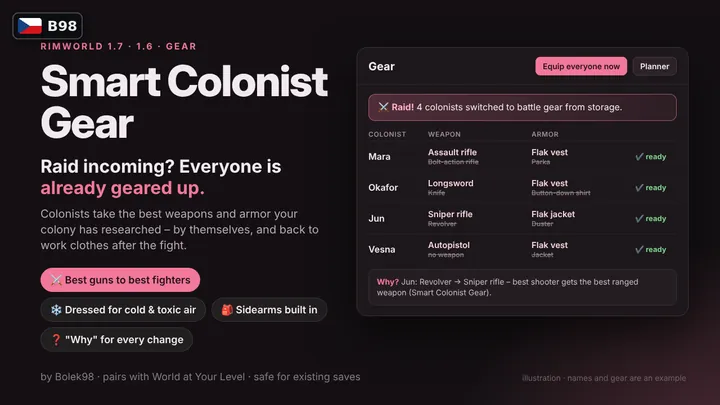 B98
RIMWORLD 1.7 · 1.6 · GEAR
Smart Colonist
Gear
Raid incoming? Everyone is
already geared up.
Colonists take the best weapons and armor your
colony has researched – by themselves, and back to
work clothes after the fight.
⚔️ Best guns to best fighters
❄️ Dressed for cold & toxic air
🎒 Sidearms built in
❓ "Why" for every change
by Bolek98 · pairs with World at Your Level · safe for existing saves
Gear
Equip everyone now
Planner
⚔️ Raid! 4 colonists switched to battle gear from storage.
COLONIST WEAPON ARMOR
Mara Assault rifle Flak vest ✔ ready
Bolt-action rifle Parka
Okafor Longsword Flak vest ✔ ready
Knife Button-down shirt
Jun Sniper rifle Flak jacket ✔ ready
Revolver Duster
Vesna Autopistol Flak vest ✔ ready
no weapon Jacket
Why? Jun: Revolver → Sniper rifle – best shooter gets the best ranged
weapon (Smart Colonist Gear).
illustration · names and gear are an example